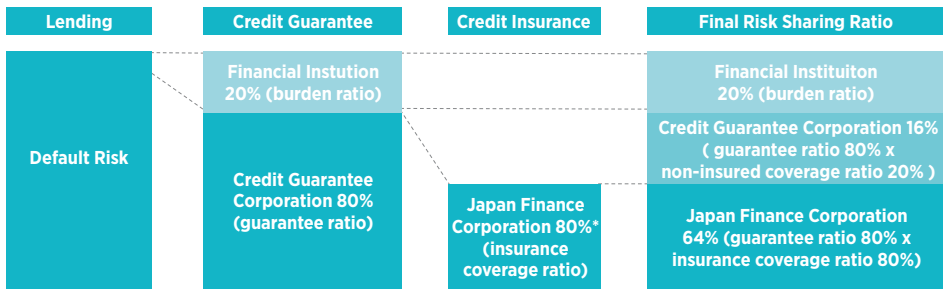 Lending
Credit Guarantee
Credit Insurance
Final Risk Sharing Ratio
Default Risk
Financial Instution
20% (burden ratio)
Credit Guarantee
Corporation 80%
(guarantee ratio)
Japan Finance
Corporation 80%*
(insurance
coverage ratio)
Financial Instituiton
20% (burden ratio)
Credit Guarantee Corporation 16%
( guarantee ratio 80% x
non-insured coverage ratio 20% )
Japan Finance Corporation
64% (guarantee ratio 80% x
insurance coverage ratio 80%)